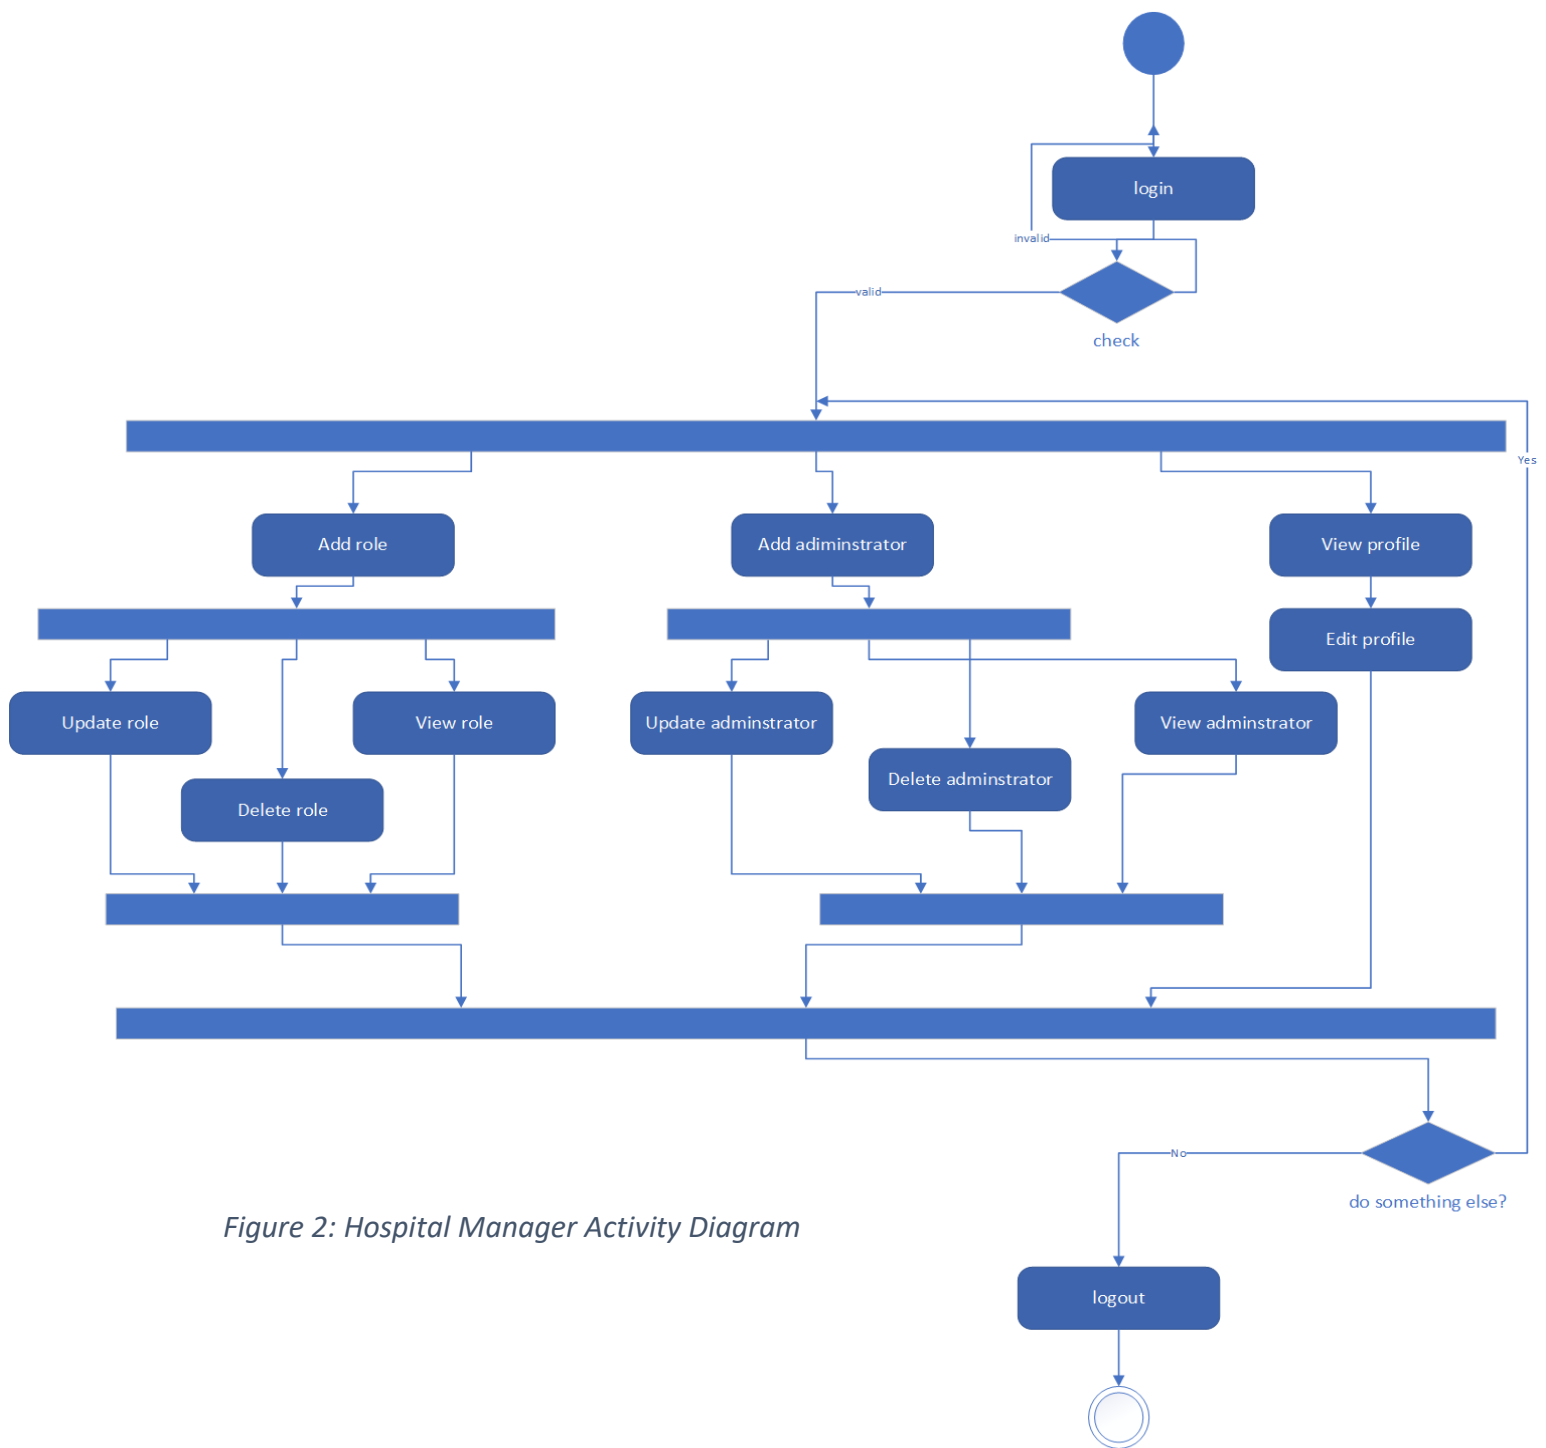 login
invalid
valid
check
Yes
Add role
Add adiminstrator
View profile
Edit profile
Update role
View role
Update adminstrator
View adminstrator
Delete adminstrator
Delete role
No
do something else?
Figure 2: Hospital Manager Activity Diagram
logout